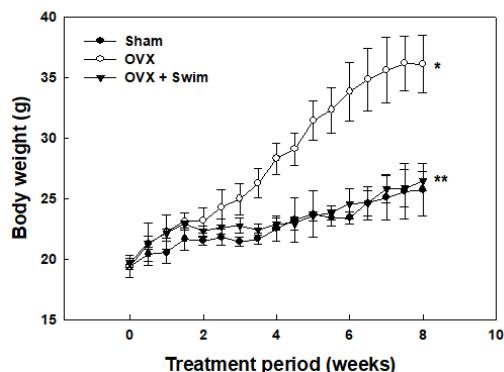 40
35
30
25
20
15
Body weight (g)
Sham
OVX
OVX + Swim
*
**
0 2 4 6 8 10
Treatment period (weeks)